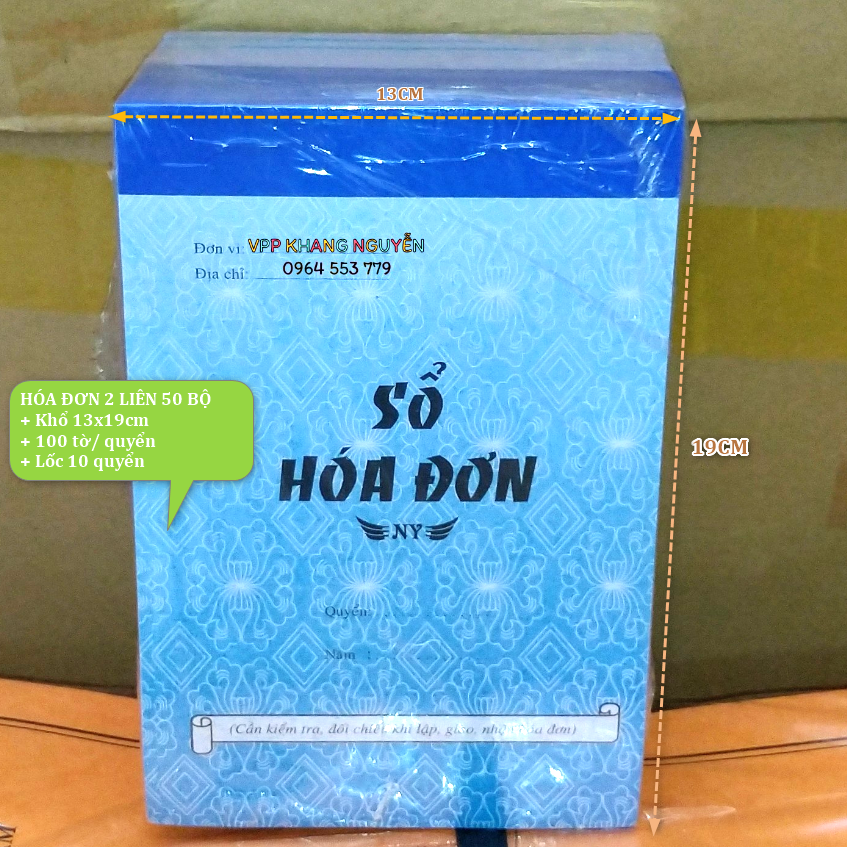 13CM
Đơn vị: VPP KHANG NGUYỄN
Địa chỉ: 0964 553 779
SỔ
HÓA ĐƠN
NY
HÓA ĐƠN 2 LIÊN 50 BỘ
+ Khổ 13x19cm
+ 100 tờ/ quyển
+ Lốc 10 quyển
19CM
Quyển:
Năm :
(Cần kiểm tra, đối chiếu khi lập, giao, nhận hóa đơn)